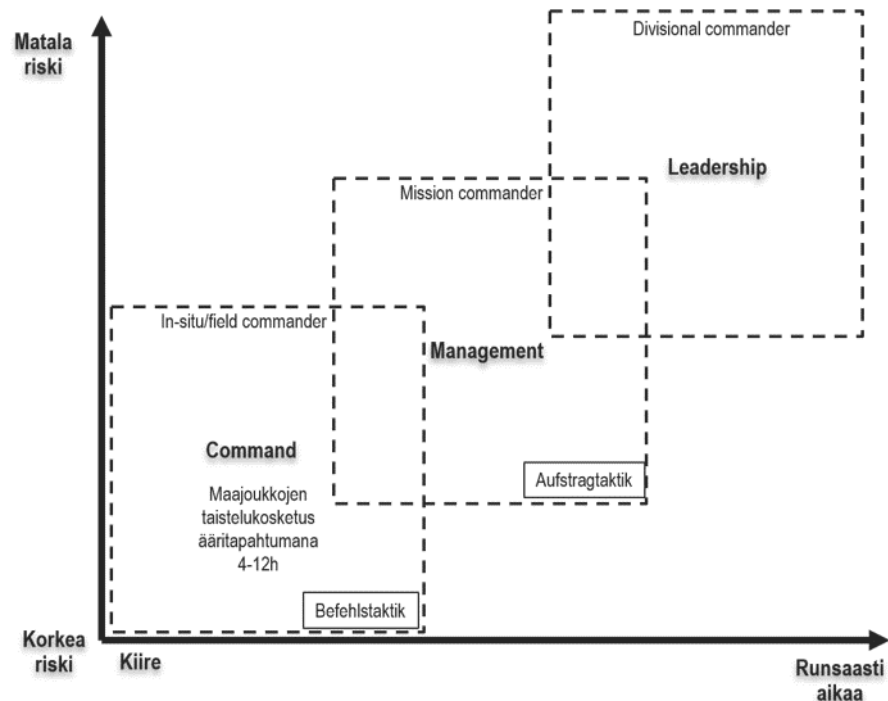 Divisional commander
Matala
riski
Leadership
Mission commander
In-situ/field commander
Management
Command
Aufstragtaktik
Maajoukkojen
taistelukosketus
ääritapahtumana
4-12h
Befehlstaktik
Korkea
riski
Kiire
Runsaasti
aikaa